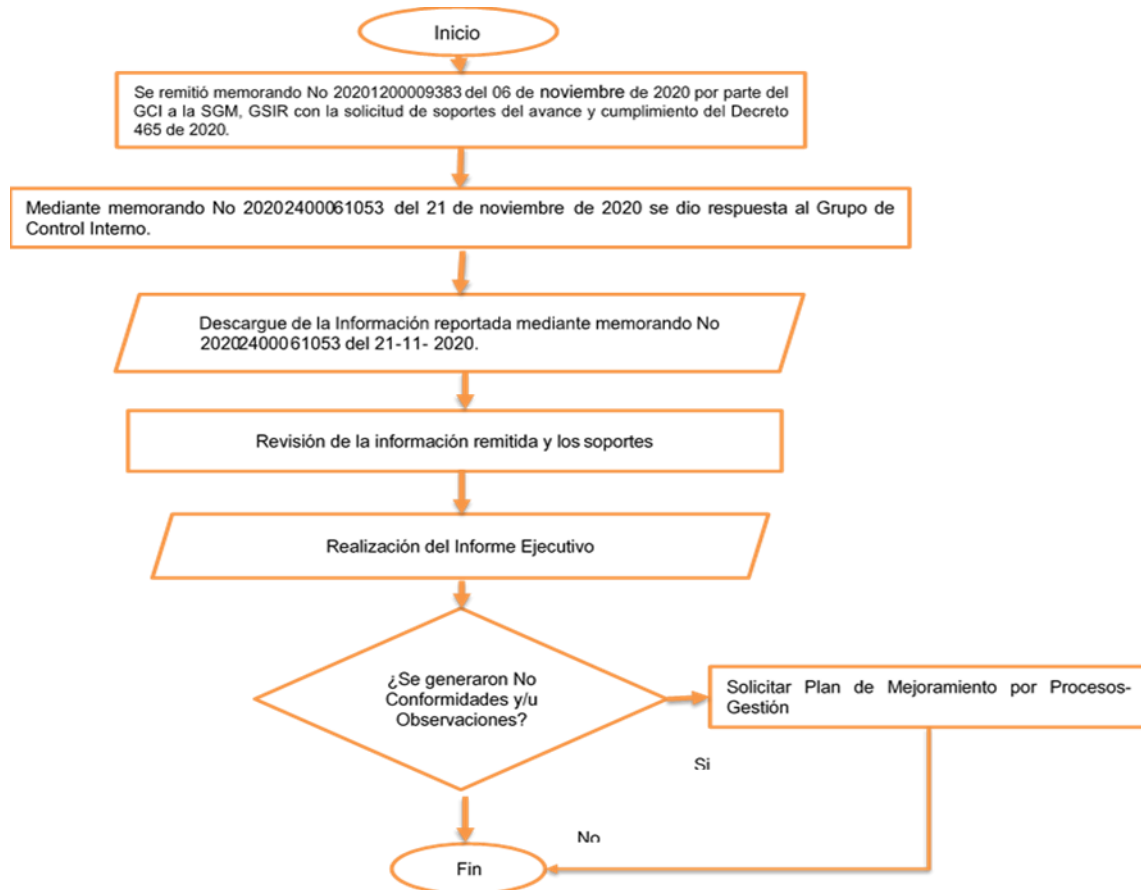 Inicio
Se remitió memorando No 20201200009383 del 06 de noviembre de 2020 por parte del
GCI a la SGM, GSIR con la solicitud de soportes del avance y cumplimiento del Decreto
465 de 2020.
Mediante memorando No 20202400061053 del 21 de noviembre de 2020 se dio respuesta al Grupo de
Control Interno.
Descargue de la Información reportada mediante memorando No
20202400061053 del 21-11- 2020.
Revisión de la información remitida y los soportes
Realización del Informe Ejecutivo
¿Se generaron No
Conformidades y/u
Observaciones?
Solicitar Plan de Mejoramiento por Procesos-
Gestión
Si
No
Fin